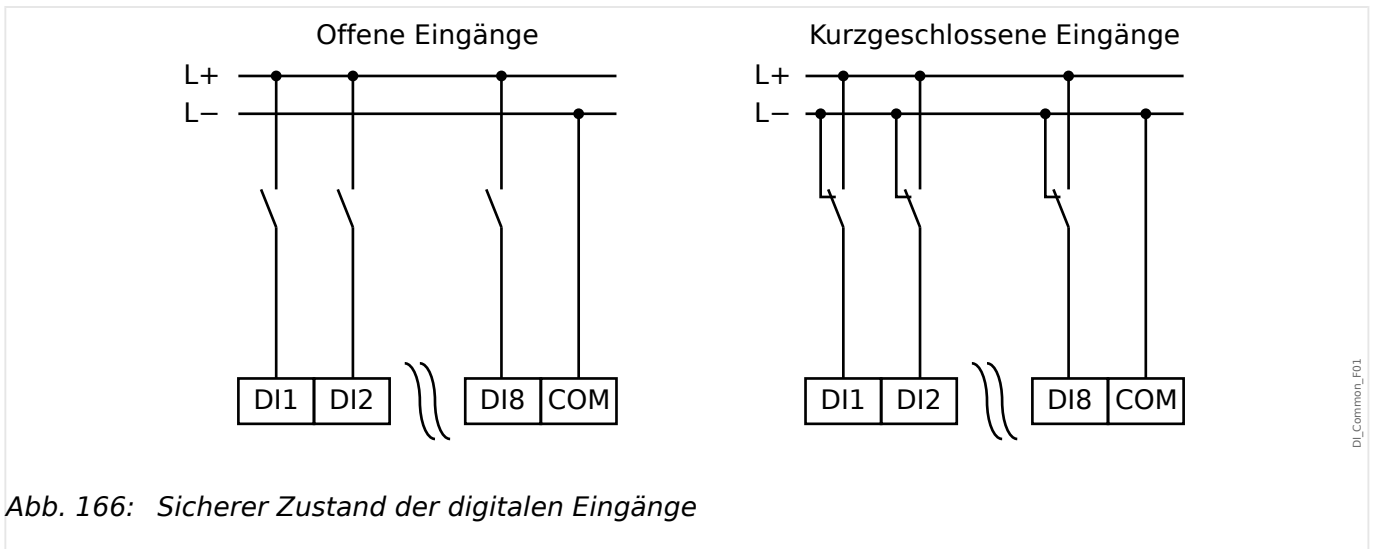 Offene Eingänge
Kurzgeschlossene Eingänge
L+
L−
L+
L−
DI1 DI2 DI8 COM
DI1 DI2 DI8 COM
DI_Common_F01
Abb. 166: Sicherer Zustand der digitalen Eingänge